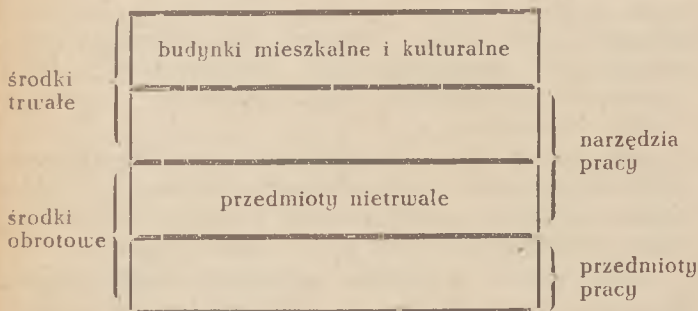 budynki mieszkalne i kulturalne
środki
trwałe
narzędzia
pracy
przedmioty nietrwałe
środki
obrotowe
przedmioty
pracy